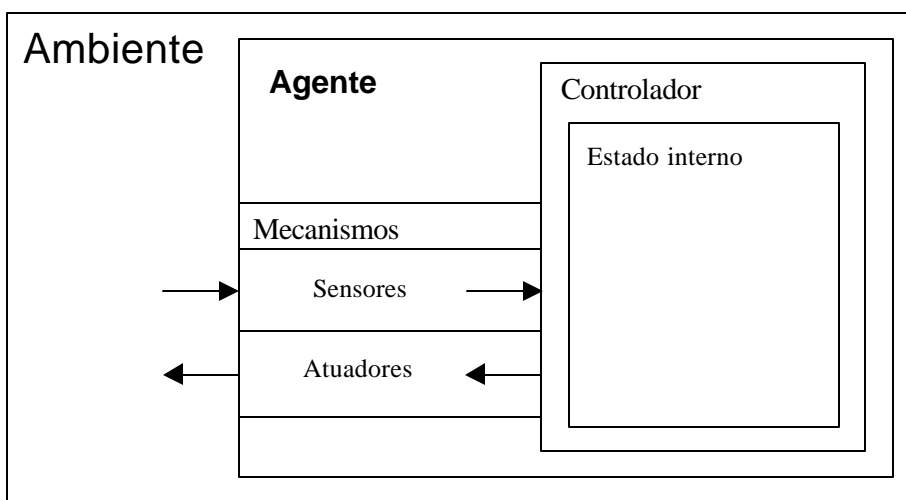 Ambiente
Agente
Controlador
Estado interno
Mecanismos
Sensores
Atuadores